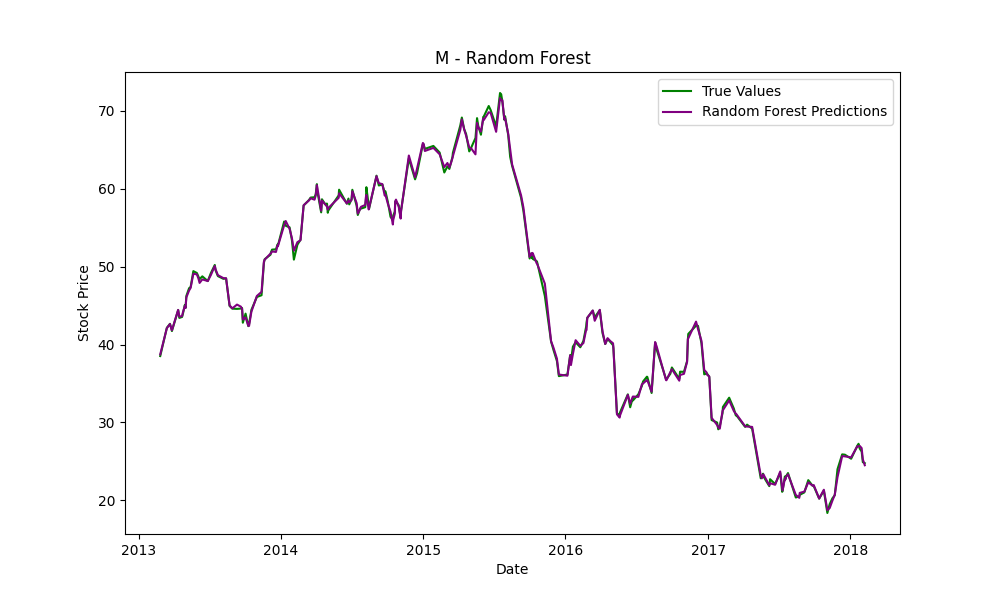 M - Random Forest
True Values
Random Forest Predictions
Stock Price
70
60
50
40
30
20
2013
2014
2015
2016
2017
2018
Date